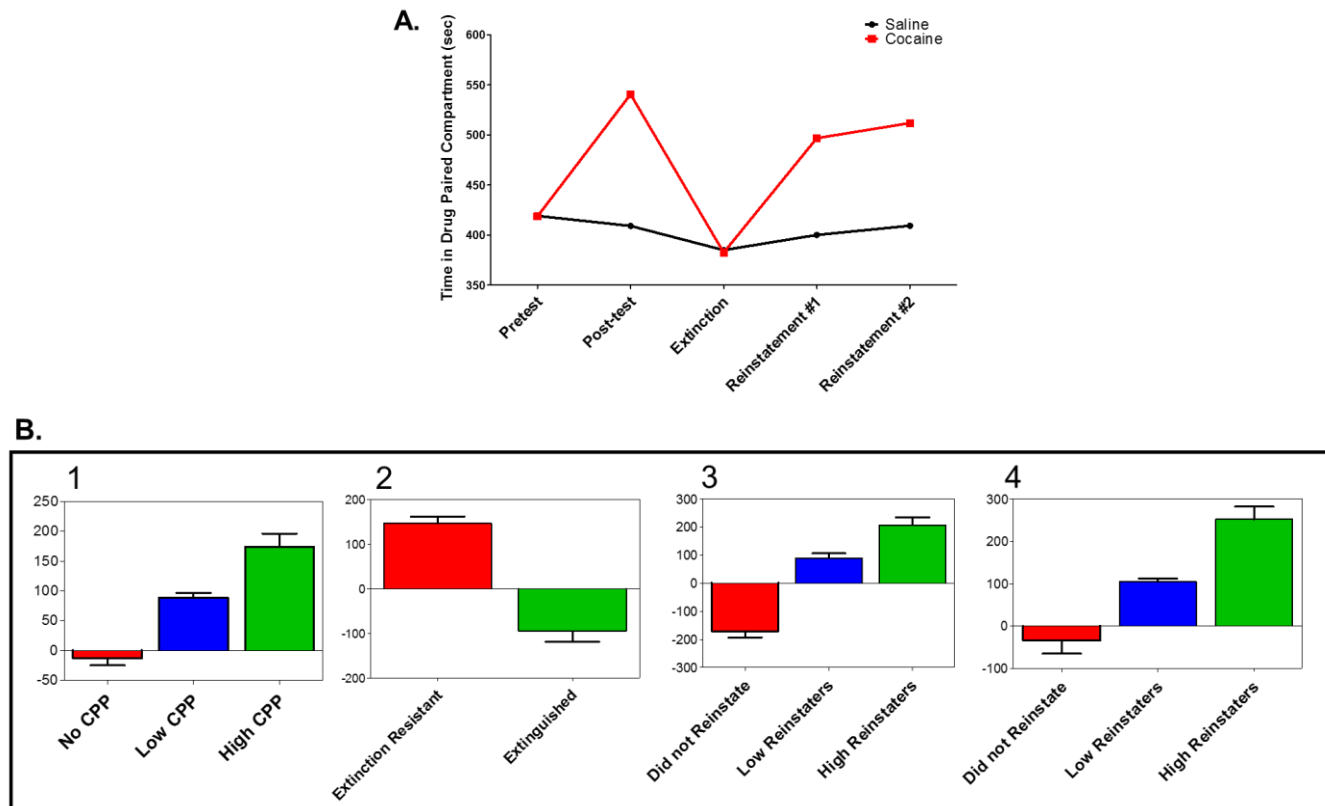 A.
Saline
Cocaine
Time in Drug Paired Compartment (sec)
600
550
500
450
400
350
Pretest
Post-test
Extinction
Reinstatement #1
Reinstatement #2
B.
1
250
200
150
100
50
0
-50
No CPP
Low CPP
High CPP
2
200
100
0
-100
-200
Extinction Resistant
Extinguished
3
300
200
100
0
-100
-200
-300
Did not Reinstate
Low Reinstaters
High Reinstaters
4
300
200
100
0
-100
Did not Reinstate
Low Reinstaters
High Reinstaters